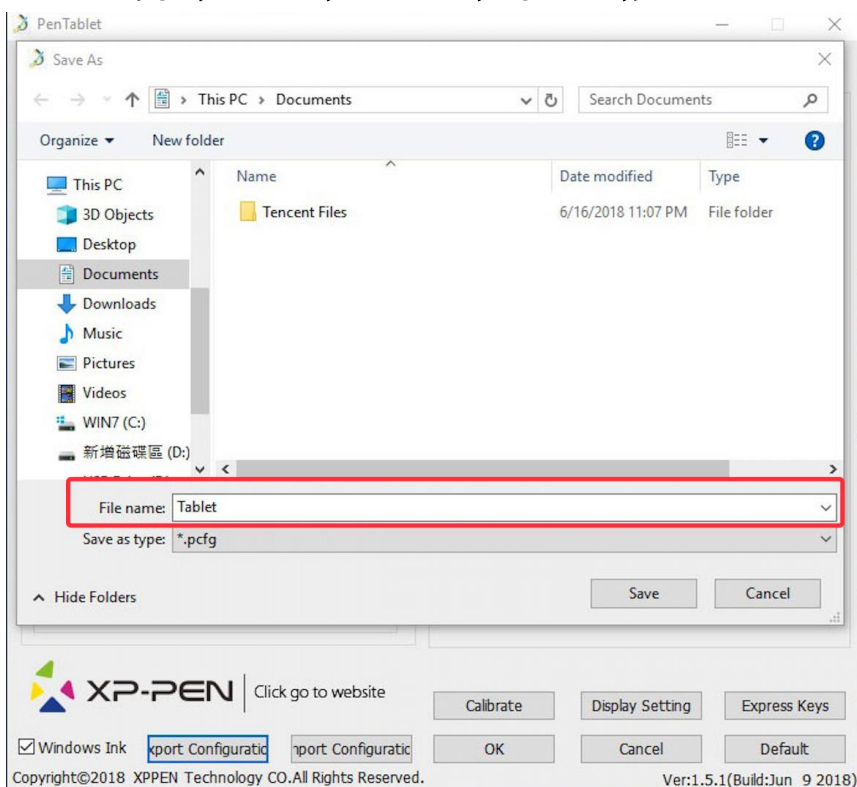 PenTablet
Save As
This PC > Documents
Search Documents
Organize
New folder
Name
Date modified
Type
This PC
3D Objects
Tencent Files
6/16/2018 11:07 PM
File folder
Desktop
Documents
Downloads
Music
Pictures
Videos
WIN7 (C:)
新增磁碟區 (D:)
File name: Tablet
Save as type: *.pcfg
Hide Folders
Save
Cancel
XP-PEN
Click go to website
Calibrate
Display Setting
Express Keys
Windows Ink
xport Configuratic
nport Configuratic
OK
Cancel
Default
Copyright©2018 XPPEN Technology CO.All Rights Reserved.
Ver:1.5.1(Build:Jun 9 2018)